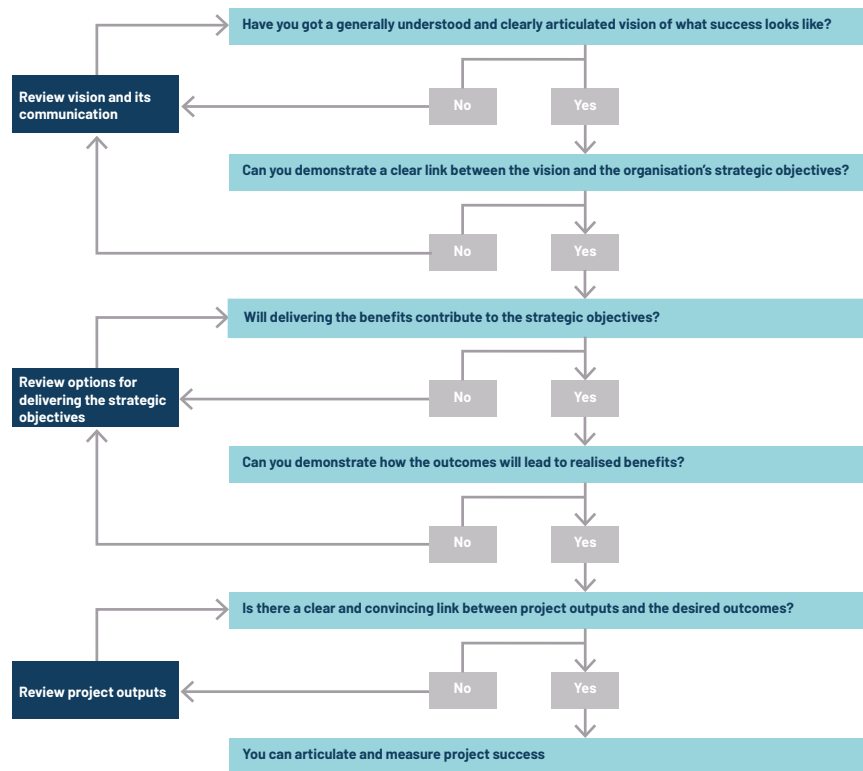 Have you got a generally understood and clearly articulated vision of what success looks like?
Review vision and its
communication
No
Yes
Can you demonstrate a clear link between the vision and the organisation’s strategic objectives?
No
Yes
Will delivering the benefits contribute to the strategic objectives?
Review options for
delivering the strategic
objectives
No
Yes
Can you demonstrate how the outcomes will lead to realised benefits?
No
Yes
Is there a clear and convincing link between project outputs and the desired outcomes?
Review project outputs
No
Yes
You can articulate and measure project success